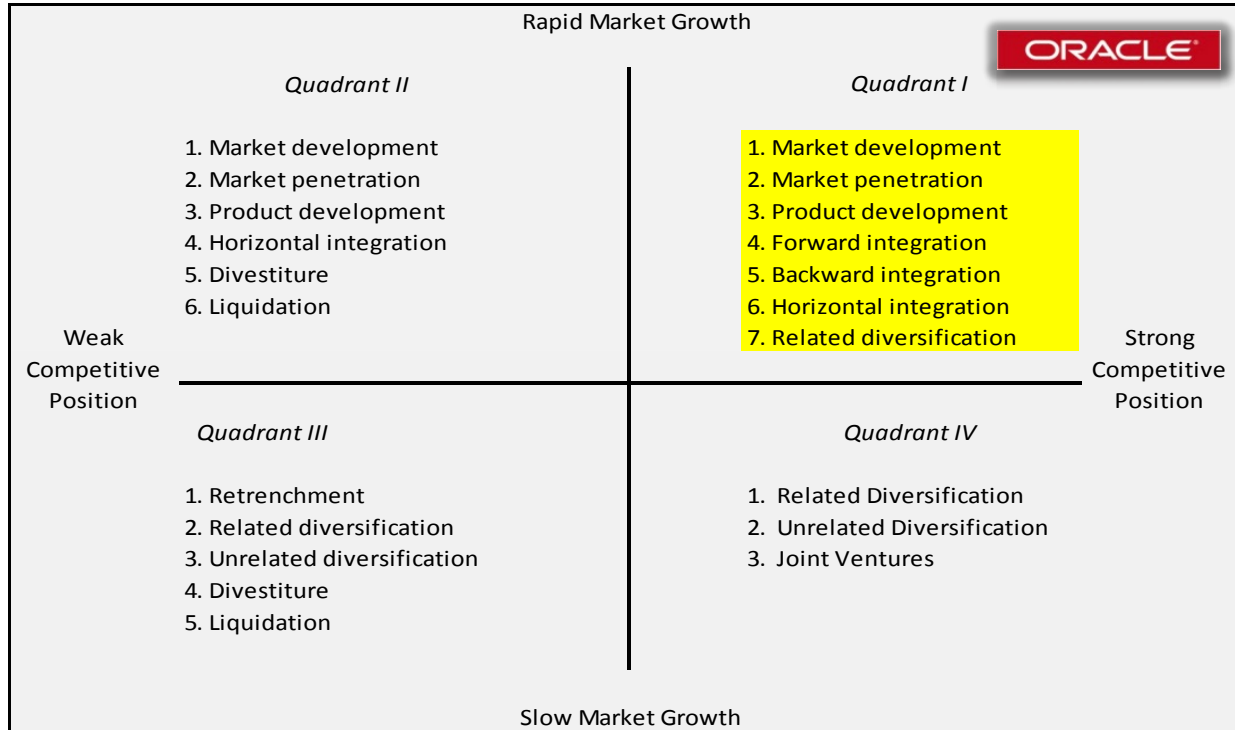 Rapid Market Growth
ORACLE®
Quadrant II
1. Market development
2. Market penetration
3. Product development
4. Horizontal integration
5. Divestiture
6. Liquidation
Quadrant I
1. Market development
2. Market penetration
3. Product development
4. Forward integration
5. Backward integration
6. Horizontal integration
7. Related diversification
Weak
Competitive
Position
Strong
Competitive
Position
Quadrant III
1. Retrenchment
2. Related diversification
3. Unrelated diversification
4. Divestiture
5. Liquidation
Quadrant IV
1. Related Diversification
2. Unrelated Diversification
3. Joint Ventures
Slow Market Growth